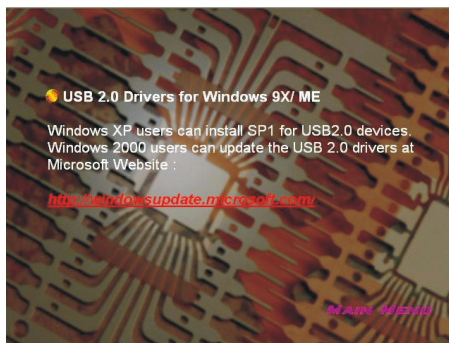 USB 2.0 Drivers for Windows 9X/ ME
Windows XP users can install SP1 for USB2.0 devices.
Windows 2000 users can update the USB 2.0 drivers at
Microsoft Website :
http://windowsupdate.microsoft.com/
MAIN MENU